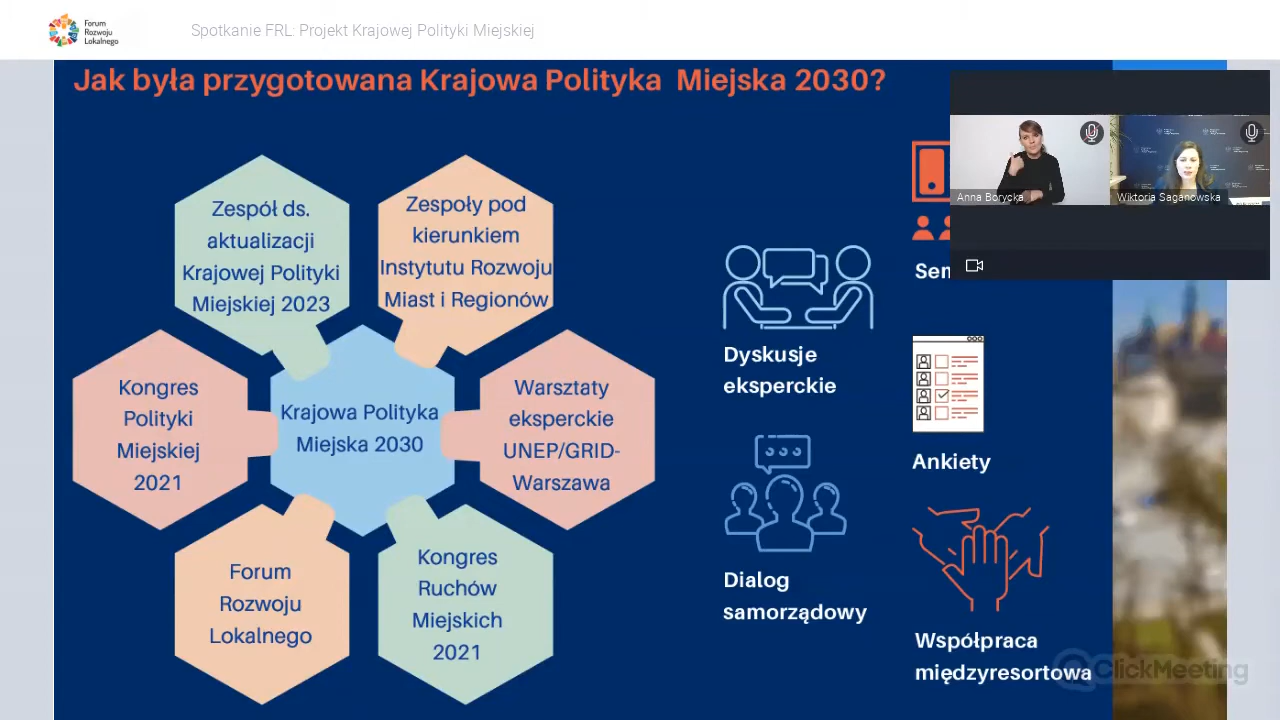 Forum
Rozwoju
Lokalnego
Spotkanie FRL: Projekt Krajowej Polityki Miejskiej
Jak była przygotowana Krajowa Polityka Miejska 2030?
Zespół ds.
aktualizacji
Krajowej Polityki
Miejskiej 2023
Zespoły pod
kierunkiem
Instytutu Rozwoju
Miast i Regionów
Kongres
Polityki
Miejskiej
2021
Krajowa Polityka
Miejska 2030
Warsztaty
eksperckie
UNEP/GRID-
Warszawa
Forum
Rozwoju
Lokalnego
Kongres
Ruchów
Miejskich
2021
Dyskusje
eksperckie
Dialog
samorządowy
Anna Borycka
Wiktoria Saganowska
Ankiety
Współpraca
międzyresortowa
ClickMeeting